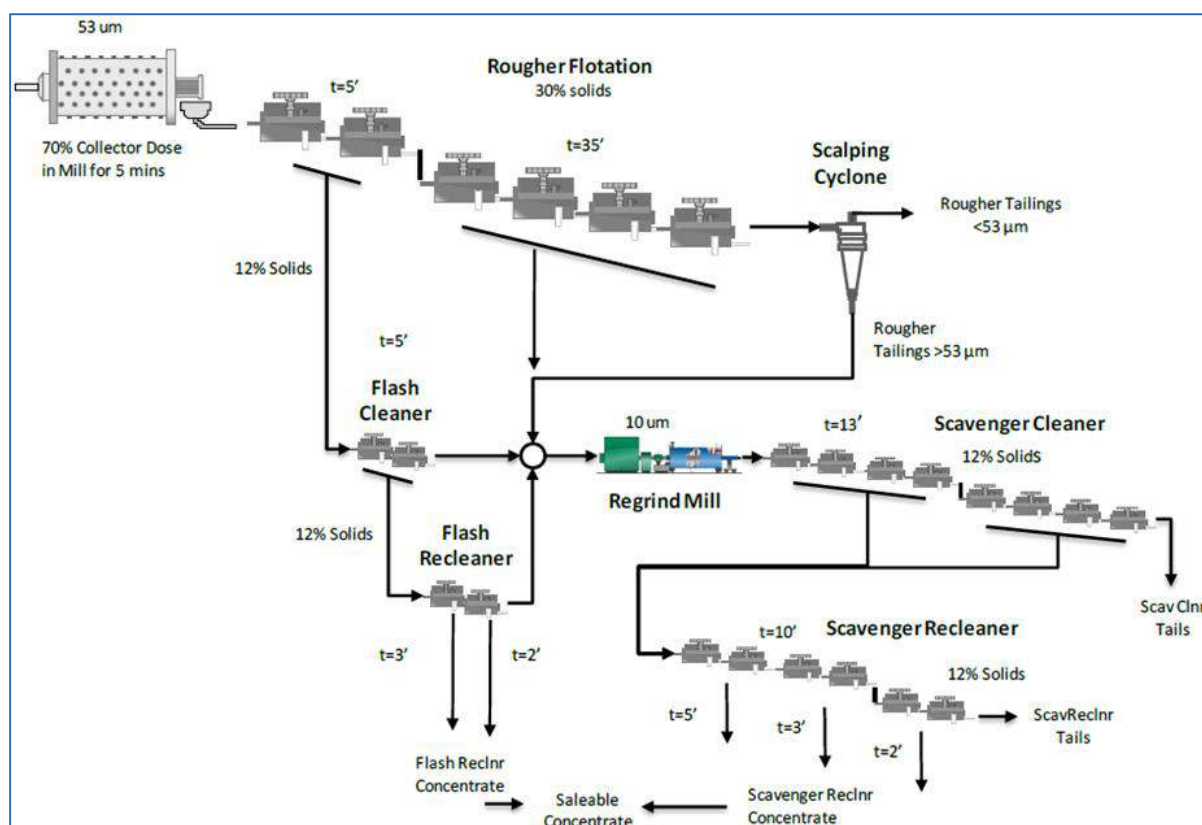 53 um
70% Collector Dose
in Mill for 5 mins
t=5’
Rougher Flotation
30% solids
t=35’
Scalping
Cyclone
Rougher Tailings
<53 μm
12% Solids
Rougher
Tailings >53 μm
t=5’
Flash
Cleaner
10 um
Regrind Mill
t=13’
Scavenger Cleaner
12% Solids
12% Solids
Flash
Recleaner
t=3’
t=2’
Scav Clnr
Tails
t=10’
Scavenger Recleaner
12% Solids
t=5’
t=3’
t=2’
ScavReclnr
Tails
Flash Reclnr
Concentrate
Saleable
Concentrate
Scavenger Reclnr
Concentrate